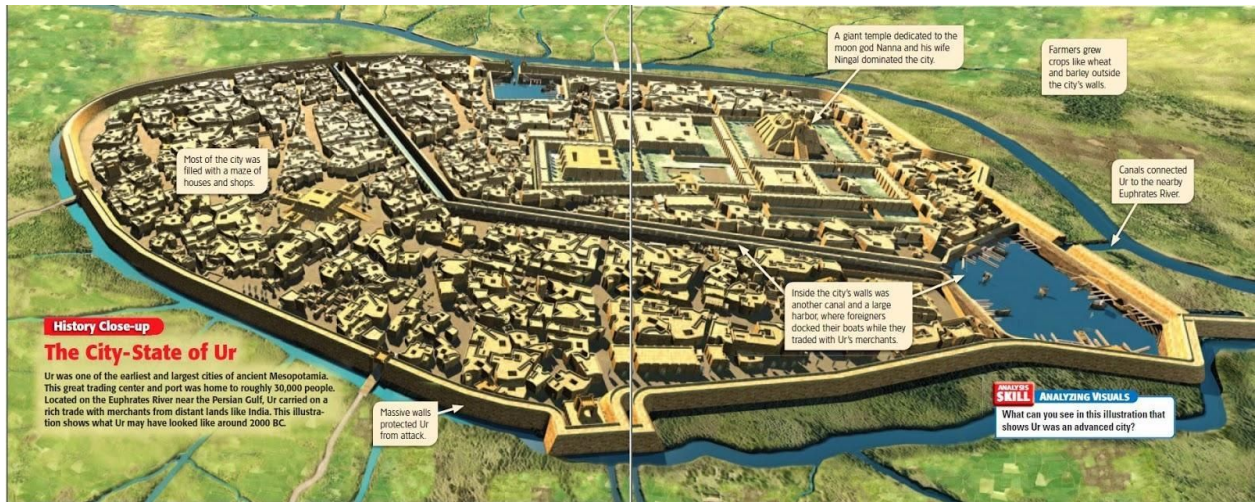 A giant temple dedicated to the
moon god Nanna and his wife
Ningal dominated the city.
Farmers grew
crops like wheat
and barley outside
the city's walls.
Most of the city was
filled with a maze of
houses and shops.
Canals connected
Ur to the nearby
Euphrates River.
Inside the city's walls was
another canal and a large
harbor, where foreigners
docked their boats while they
traded with Ur's merchants.
History Close-up
The City-State of Ur
Ur was one of the earliest and largest cities of ancient Mesopotamia.
This great trading center and port was home to roughly 30,000 people.
Located on the Euphrates River near the Persian Gulf, Ur carried on a
rich trade with merchants from distant lands like India. This illustra-
tion shows what Ur may have looked like around 2000 BC.
Massive walls
protected Ur
from attack.
ANALYSIS
SKILL ANALYZING VISUALS
What can you see in this illustration that
shows Ur was an advanced city?